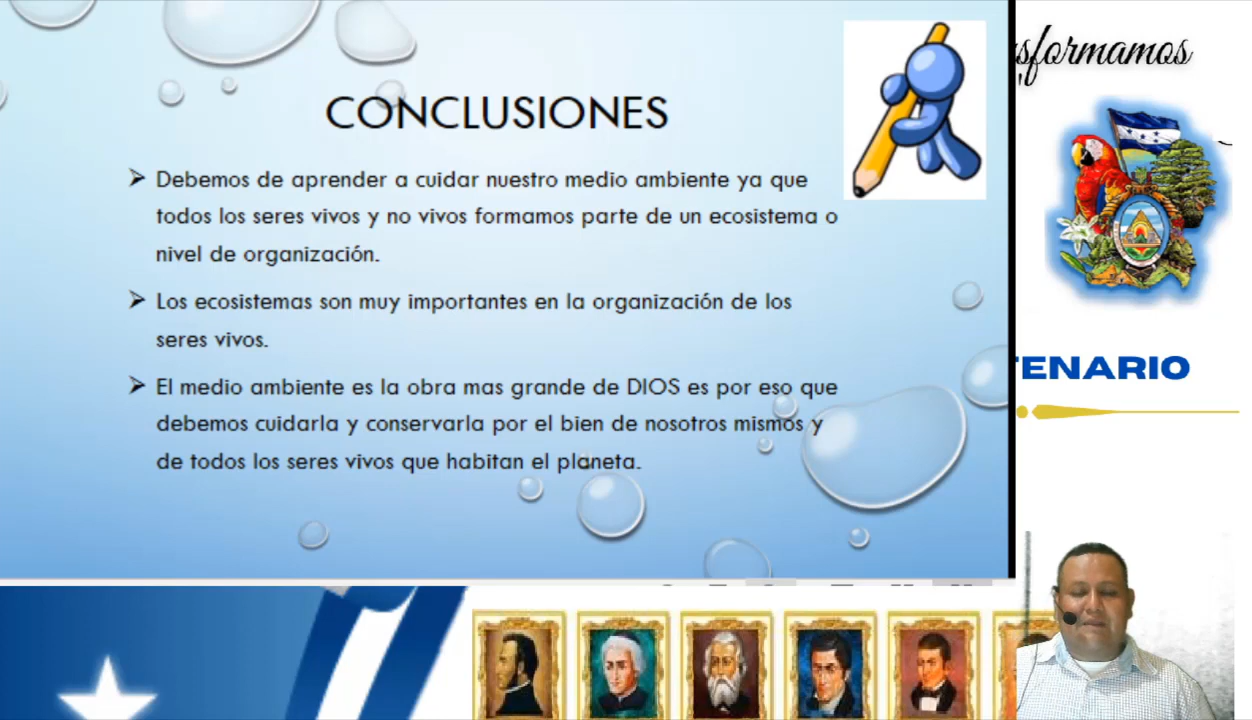 nsformamos
CONCLUSIONES
➢ Debemos de aprender a cuidar nuestro medio ambiente ya que
todos los seres vivos y no vivos formamos parte de un ecosistema o
nivel de organización.
➢ Los ecosistemas son muy importantes en la organización de los
seres vivos.
➢ El medio ambiente es la obra mas grande de DIOS es por eso que
debemos cuidarla y conservarla por el bien de nosotros mismos y
de todos los seres vivos que habitan el planeta.
TENARIO